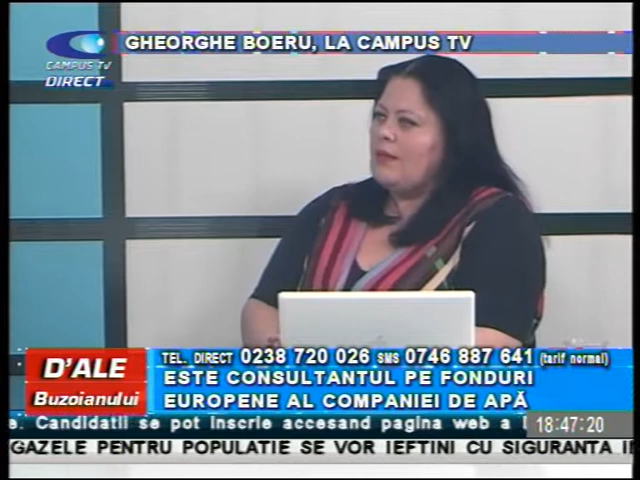 GHEORGHE BOERU, LA CAMPUS TV
CAMPUS TV
DIRECT
D'ALE
Buzoianului
TEL. DIRECT 0238 720 026 SMS 0746 887 641 (tarif normal)
ESTE CONSULTANTUL PE FONDURI
EUROPENE AL COMPANIEI DE APĂ
e. Candidatii se pot inscrie accesand pagina web a
18:47:20
GAZELE PENTRU POPULATIE SE VOR IEFTINI CU SIGURANTA